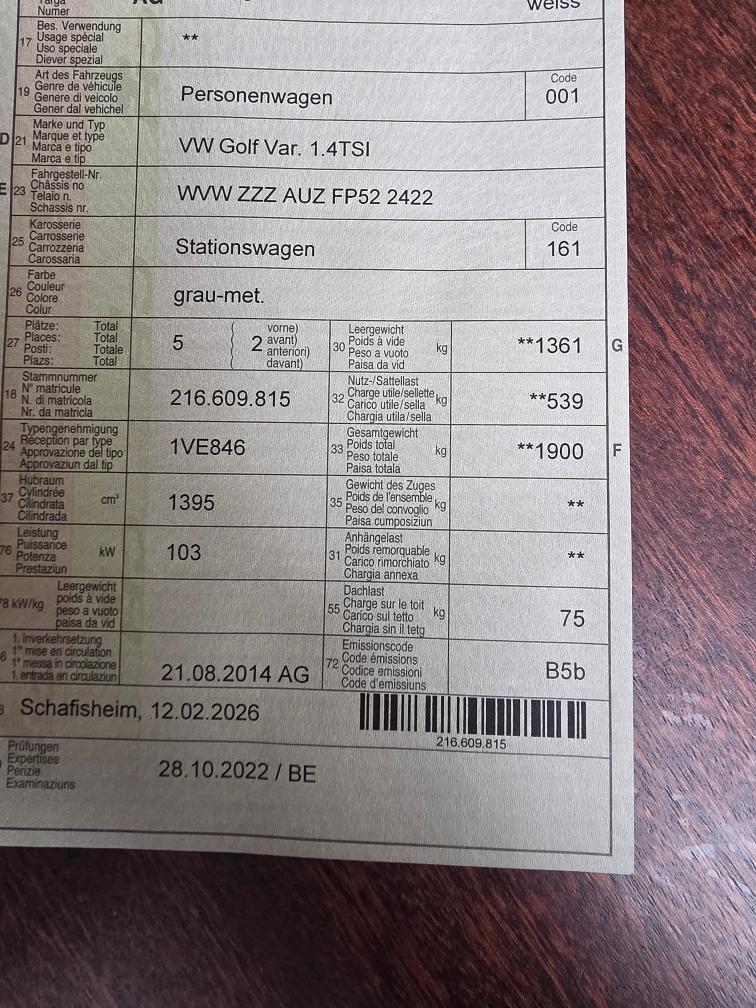 Targa
Numer
AG
weiss
17
Bes. Verwendung
Usage spécial
Uso speciale
Diever spezial
**
19
Art des Fahrzeugs
Genre de véhicule
Genere di veicolo
Gener dal vehichel
Personenwagen
Code
001
D
21
Marke und Typ
Marque et type
Marca e tipo
Marca e tip
VW Golf Var. 1.4TSI
E
23
Fahrgestell-Nr.
Châssis no
Telaio n.
Schassis nr.
WVW ZZZ AUZ FP52 2422
25
Karosserie
Carrosserie
Carrozzeria
Carossaria
Stationswagen
Code
161
26
Farbe
Couleur
Colore
Colur
grau-met.
27
Plätze: Total
Places: Total
Posti: Totale
Plazs: Total
5
2
vorne)
avant)
anteriori)
davant)
30
Leergewicht
Poids à vide
Peso a vuoto
Paisa da vid
kg
**1361
G
18
Stammnummer
N° matricule
N. di matricola
Nr. da matricla
216.609.815
32
Nutz-/Sattellast
Charge utile/sellette
Carico utile/sella
Chargia utila/sella
kg
**539
24
Typengenehmigung
Réception par type
Approvazione del tipo
Approvaziun dal tip
1VE846
33
Gesamtgewicht
Poids total
Peso totale
Paisa totala
kg
**1900
F
37
Hubraum
Cylindrée
Cilindrata
Cilindrada
cm³
1395
35
Gewicht des Zuges
Poids de l'ensemble
Peso del convoglio
Paisa cumposiziun
kg
**
76
Leistung
Puissance
Potenza
Prestaziun
kW
103
31
Anhängelast
Poids remorquable
Carico rimorchiato
Chargia annexa
kg
**
78 kW/kg
Leergewicht
poids à vide
peso a vuoto
paisa da vid
55
Dachlast
Charge sur le toit
Carico sul tetto
Chargia sin il tetg
kg
75
6
1. Inverkehrsetzung
1re mise en circulation
1a messa in circolazione
1. entrada en circulaziun
21.08.2014 AG
72
Emissionscode
Code émissions
Codice emissioni
Code d'emissiuns
B5b
Schafisheim, 12.02.2026
216.609.815
Prüfungen
Expertises
Perizie
Examinaziuns
28.10.2022 / BE